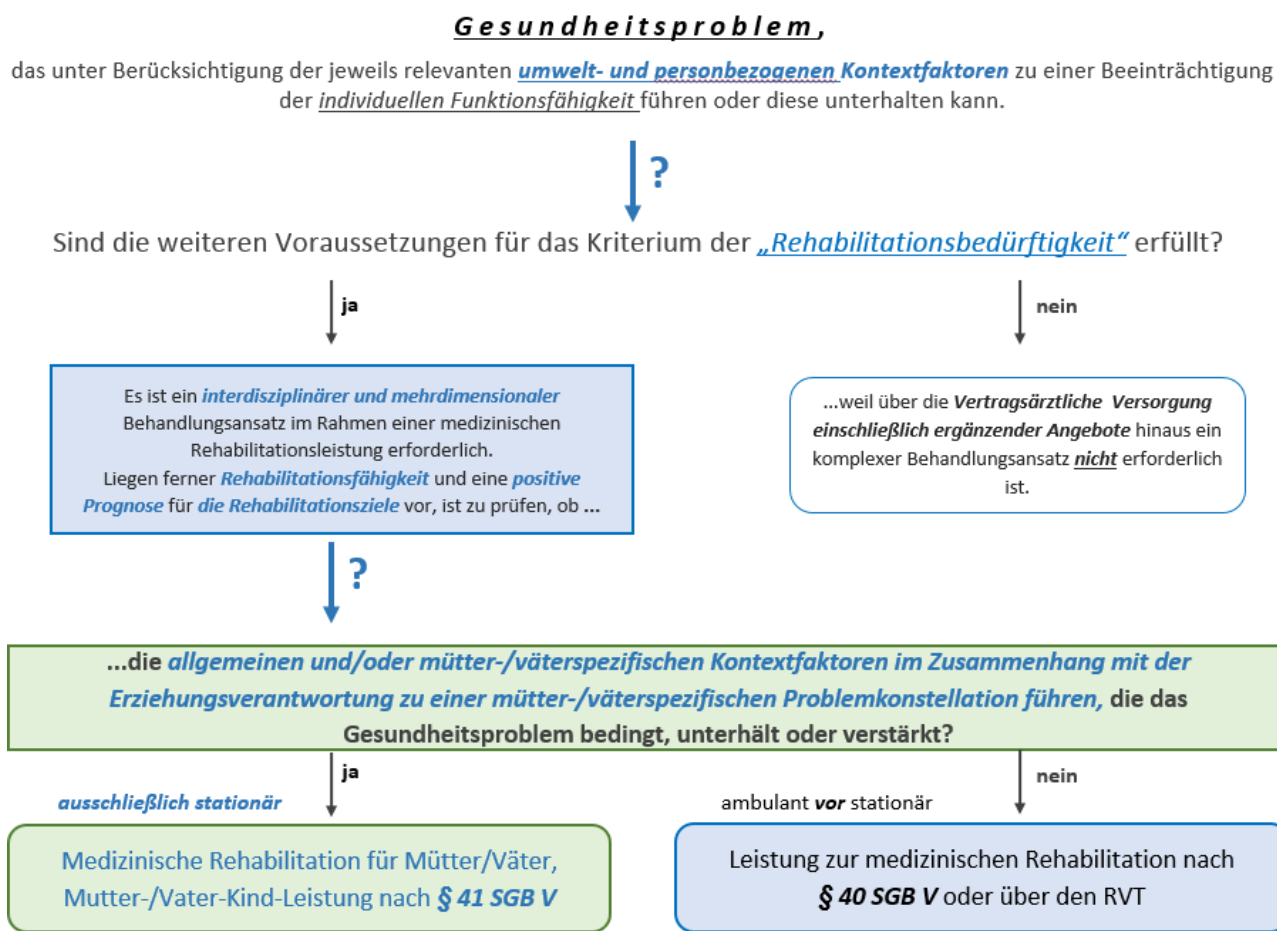 Gesundheitsproblem,
das unter Berücksichtigung der jeweils relevanten umwelt- und personbezogenen Kontextfaktoren zu einer Beeinträchtigung
der individuellen Funktionsfähigkeit führen oder diese unterhalten kann.
?
Sind die weiteren Voraussetzungen für das Kriterium der „Rehabilitationsbedürftigkeit“ erfüllt?
ja
nein
Es ist ein interdisziplinärer und mehrdimensionaler
Behandlungsansatz im Rahmen einer medizinischen
Rehabilitationsleistung erforderlich.
Liegen ferner Rehabilitationsfähigkeit und eine positive
Prognose für die Rehabilitationsziele vor, ist zu prüfen, ob ...
...weil über die Vertragsärztliche Versorgung
einschließlich ergänzender Angebote hinaus ein
komplexer Behandlungsansatz nicht erforderlich
ist.
?
...die allgemeinen und/oder mütter-/väterspezifischen Kontextfaktoren im Zusammenhang mit der
Erziehungsverantwortung zu einer mütter-/väterspezifischen Problemkonstellation führen, die das
Gesundheitsproblem bedingt, unterhält oder verstärkt?
ja
nein
ausschließlich stationär
ambulant vor stationär
Medizinische Rehabilitation für Mütter/Väter,
Mutter-/Vater-Kind-Leistung nach § 41 SGB V
Leistung zur medizinischen Rehabilitation nach
§ 40 SGB V oder über den RVT